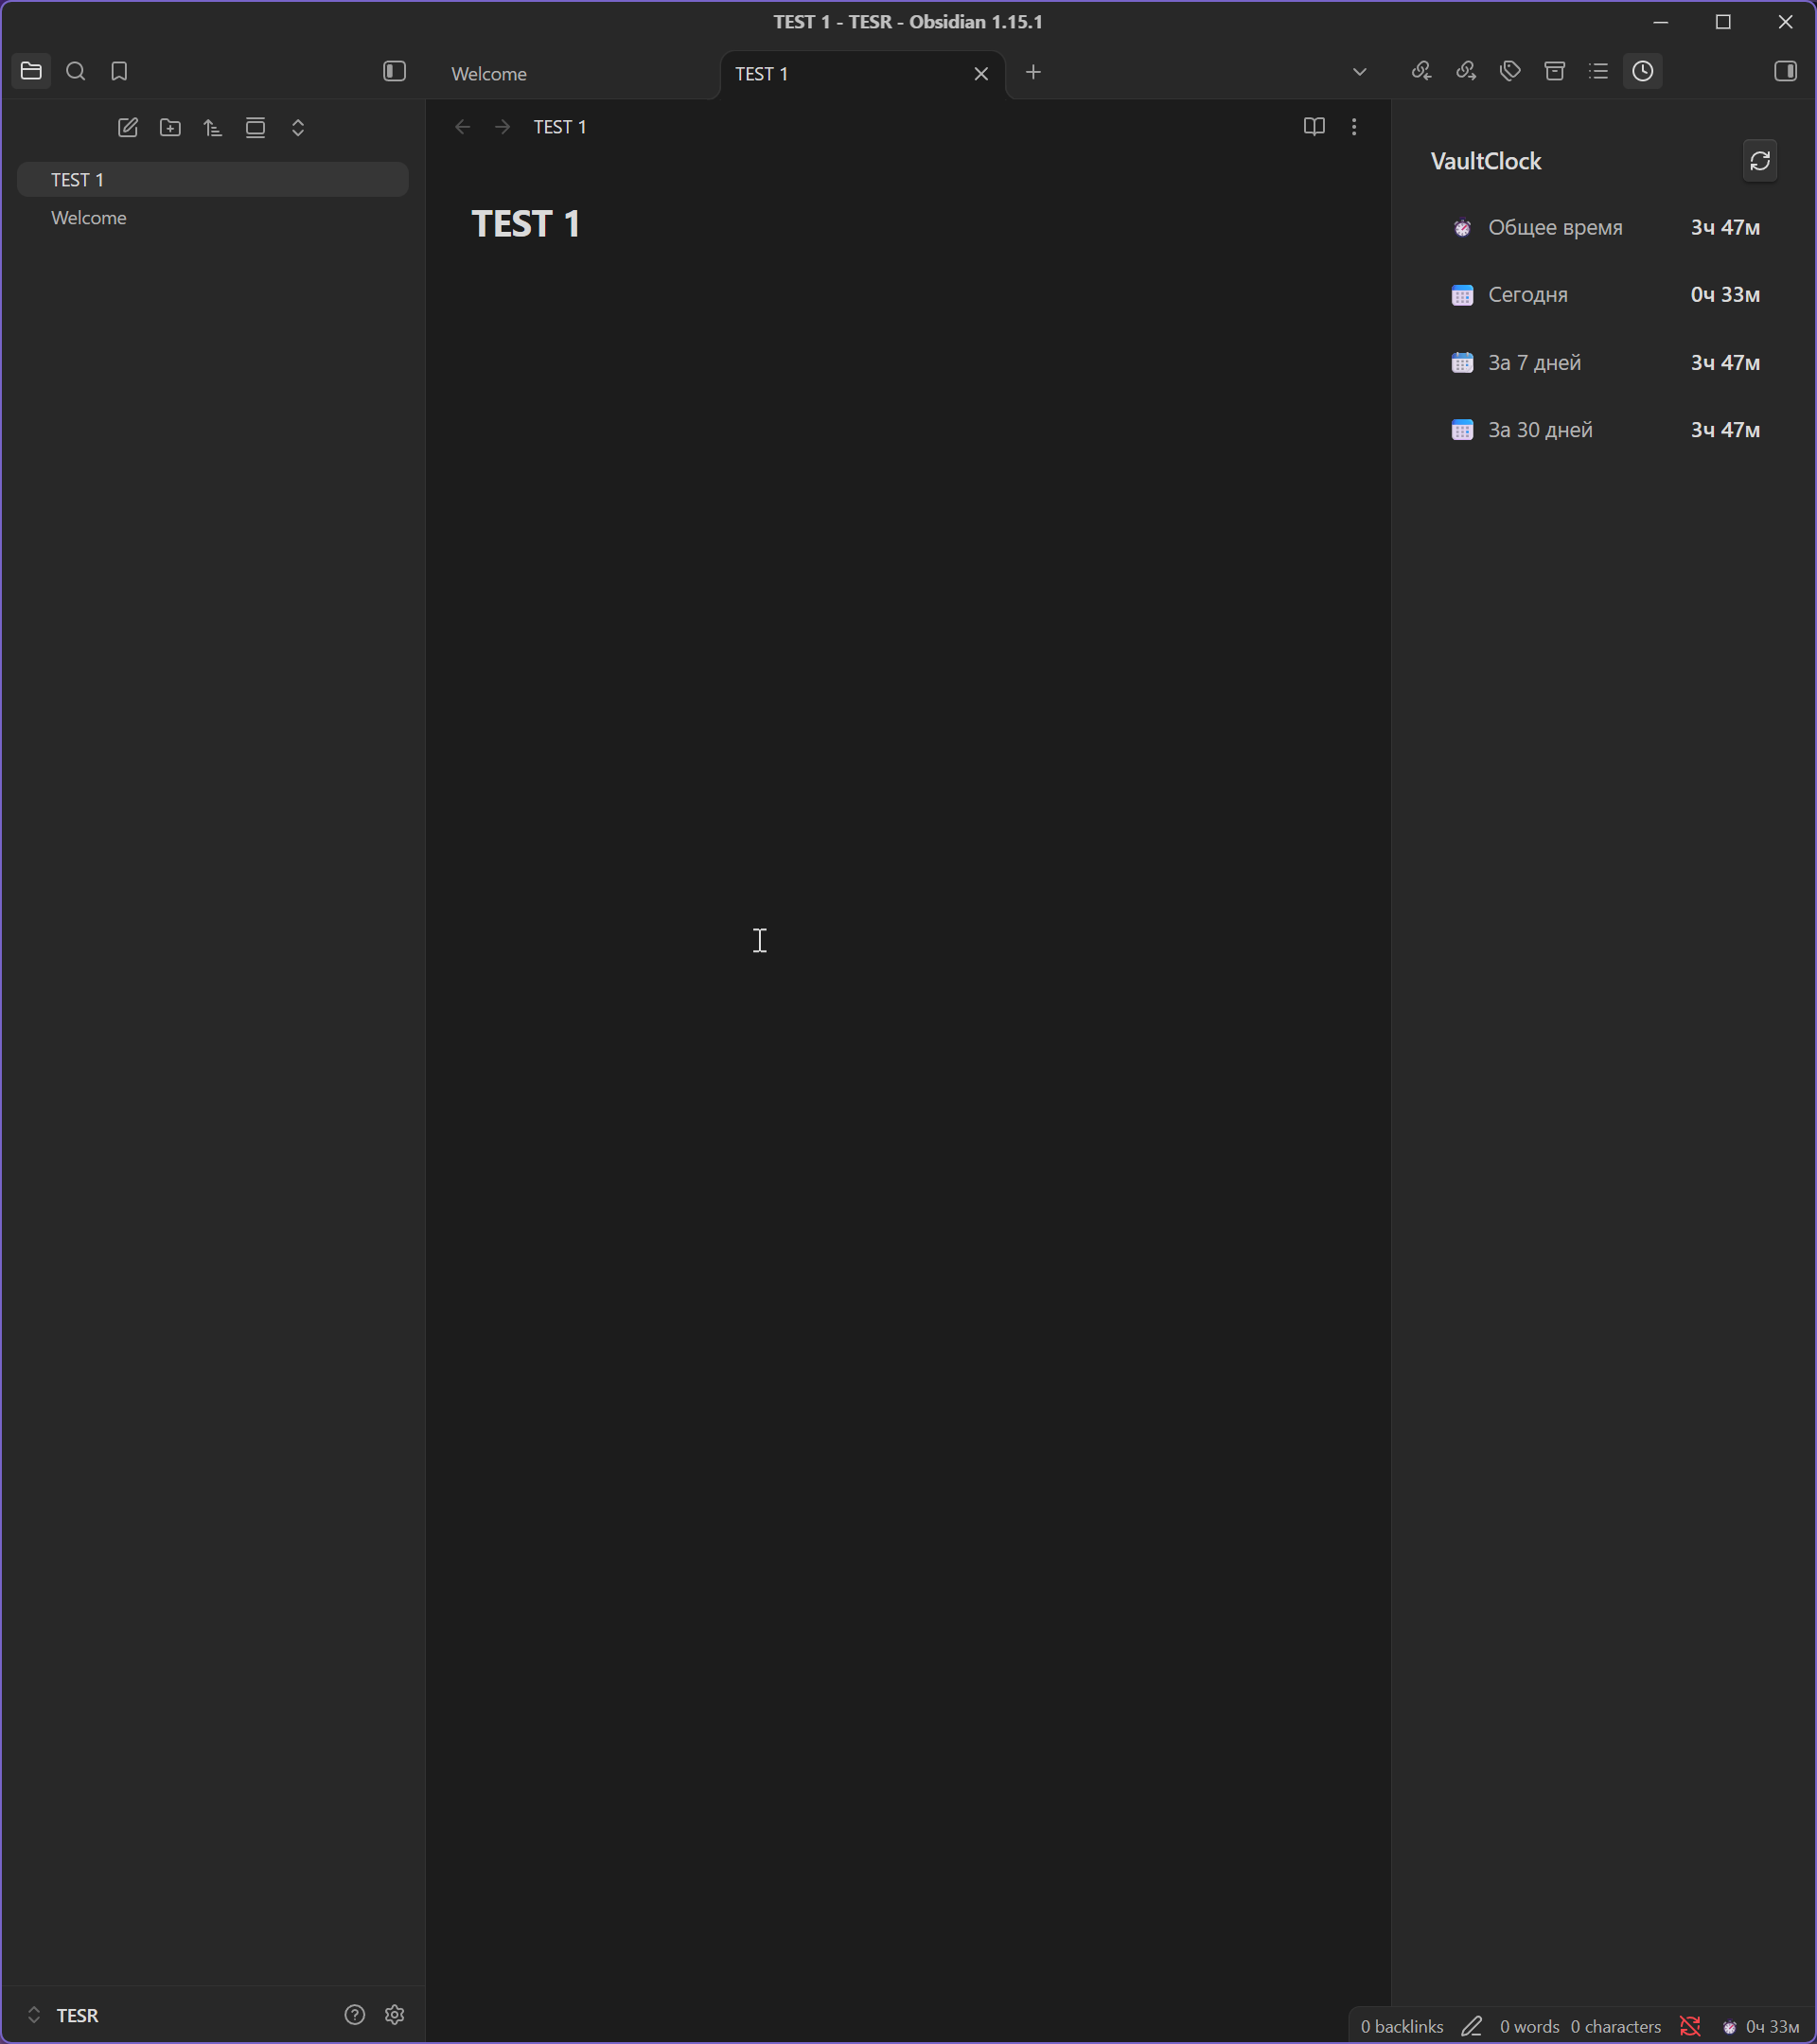 TEST 1 - TESR - Obsidian 1.15.1
Welcome
TEST 1
TEST 1
Welcome
TEST 1
TEST 1
VaultClock
Общее время 3ч 47м
Сегодня 0ч 33м
За 7 дней 3ч 47м
За 30 дней 3ч 47м
TESR
0 backlinks 0 words 0 characters 0ч 33м